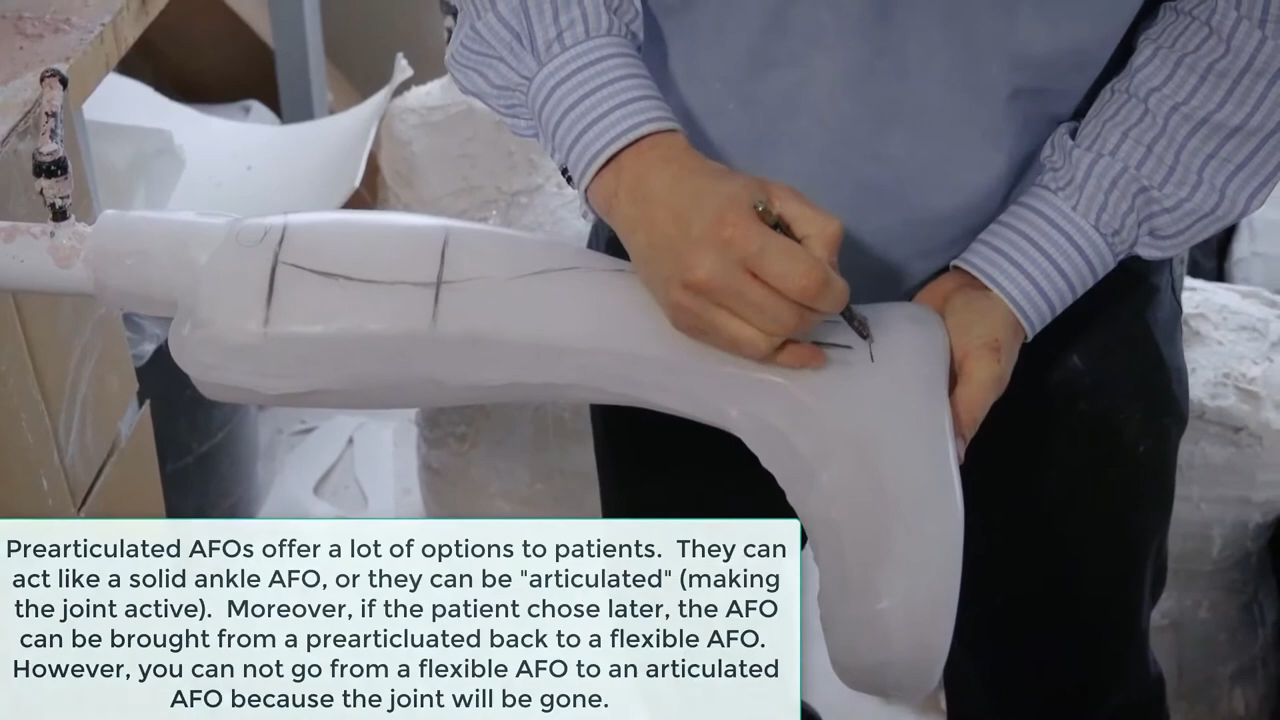 Prearticulated AFOs offer a lot of options to patients.  They can
act like a solid ankle AFO, or they can be "articulated" (making
the joint active).  Moreover, if the patient chose later, the AFO
can be brought from a prearticluated back to a flexible AFO.
However, you can not go from a flexible AFO to an articulated
AFO because the joint will be gone.